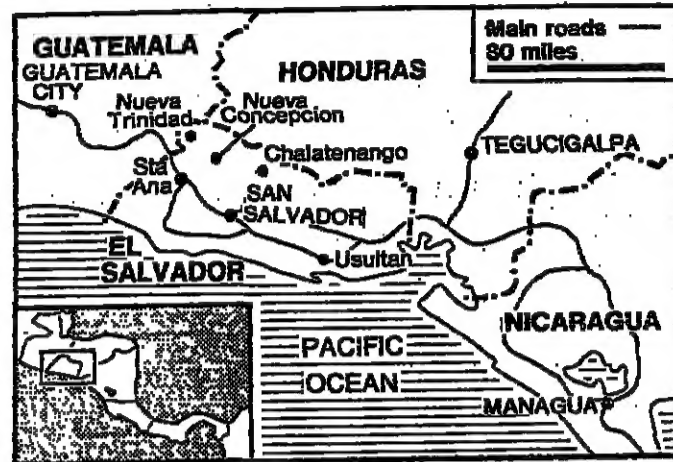 Main roads
80 miles
GUATEMALA
GUATEMALA
CITY
HONDURAS
Nueva
Trinidad
Nueva
Concepcion
Chalatenango
TEGUCIGALPA
Sta
Ana
SAN
SALVADOR
Usultan
EL
SALVADOR
NICARAGUA
PACIFIC
OCEAN
MANAGUA